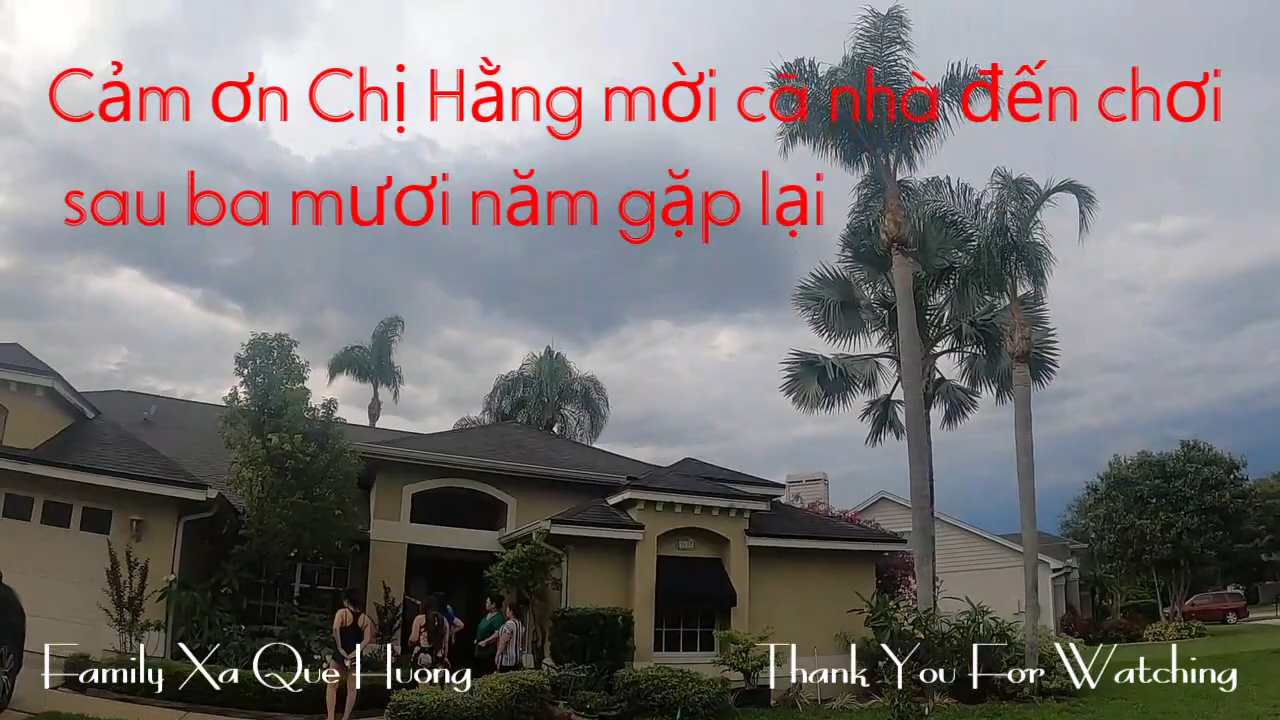 Cảm ơn Chị Hằng mời cả nhà đến chơi
sau ba mươi năm gặp lại
Family Xa Quê Huong
Thank You For Watching